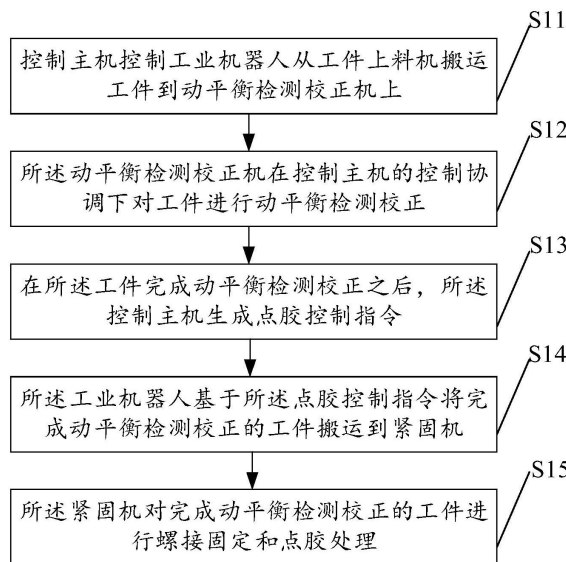 S11
控制主机控制工业机器人从工件上料机搬运
工件到动平衡检测校正机上
S12
所述动平衡检测校正机在控制主机的控制协
调下对工件进行动平衡检测校正
S13
在所述工件完成动平衡检测校正之后，所述
控制主机生成点胶控制指令
S14
所述工业机器人基于所述点胶控制指令将完
成动平衡检测校正的工件搬运到紧固机
S15
所述紧固机对完成动平衡检测校正的工件进
行螺接固定和点胶处理